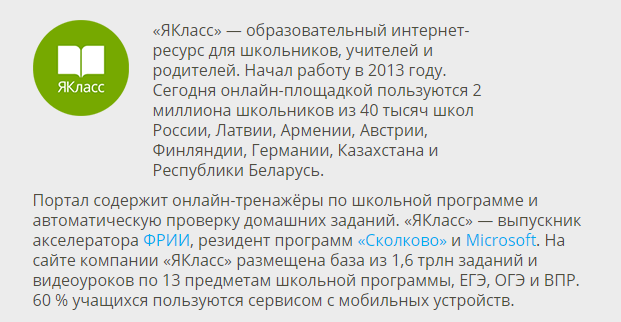 «ЯКласс» — образовательный интернет-
ресурс для школьников, учителей и
родителей. Начал работу в 2013 году.
Сегодня онлайн-площадкой пользуются 2
миллиона школьников из 40 тысяч школ
России, Латвии, Армении, Австрии,
Финляндии, Германии, Казахстана и
Республики Беларусь.
ЯКласс
Портал содержит онлайн-тренажёры по школьной программе и
автоматическую проверку домашних заданий. «ЯКласс» — выпускник
акселератора ФРИИ, резидент программ «Сколково» и Microsoft. На
сайте компании «ЯКласс» размещена база из 1,6 трлн заданий и
видеоуроков по 13 предметам школьной программы, ЕГЭ, ОГЭ и ВПР.
60 % учащихся пользуются сервисом с мобильных устройств.